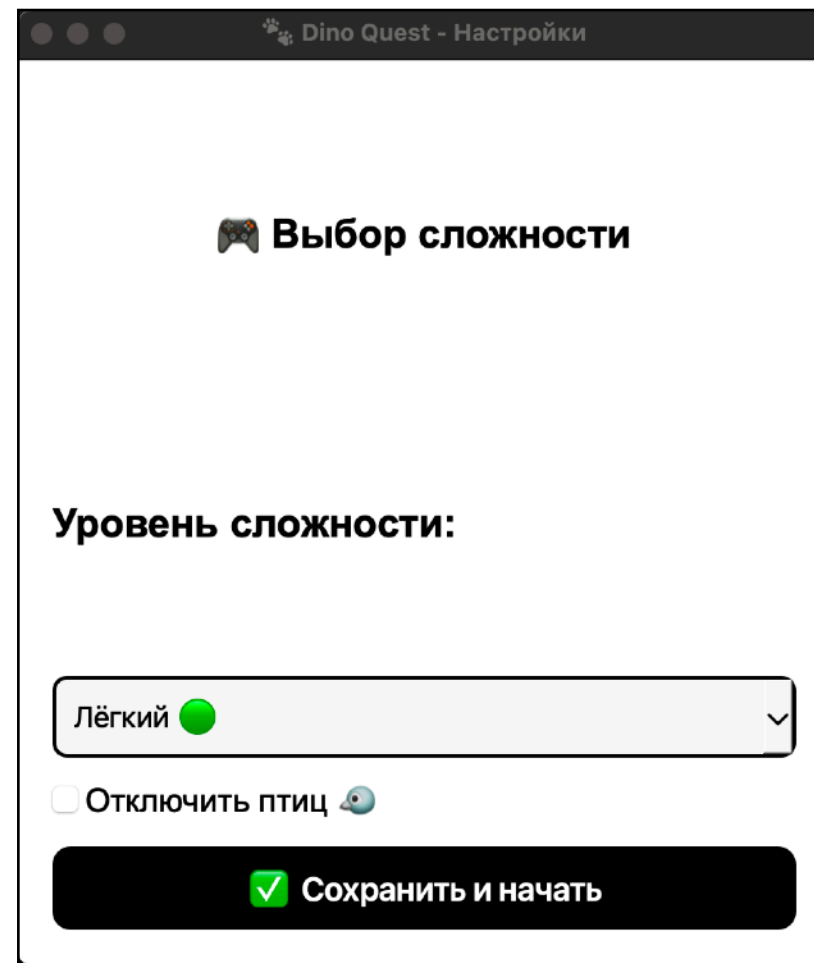 🐾 Dino Quest - Настройки
🎮 Выбор сложности
Уровень сложности:
Лёгкий 🟢
Отключить птиц 🐦
✅ Сохранить и начать